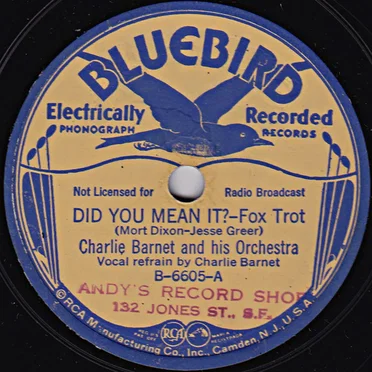 BLUEBIRD
Electrically Recorded
PHONOGRAPH RECORDS
Not Licensed for Radio Broadcast
DID YOU MEAN IT?-Fox Trot
(Mort Dixon-Jesse Greer)
Charlie Barnet and his Orchestra
Vocal refrain by Charlie Barnet
B-6605-A
ANDY'S RECORD SHOP
132 JONES ST., S.F.
RCA
©RCA Manufacturing Co., Inc., Camden, N.J., U.S.A.